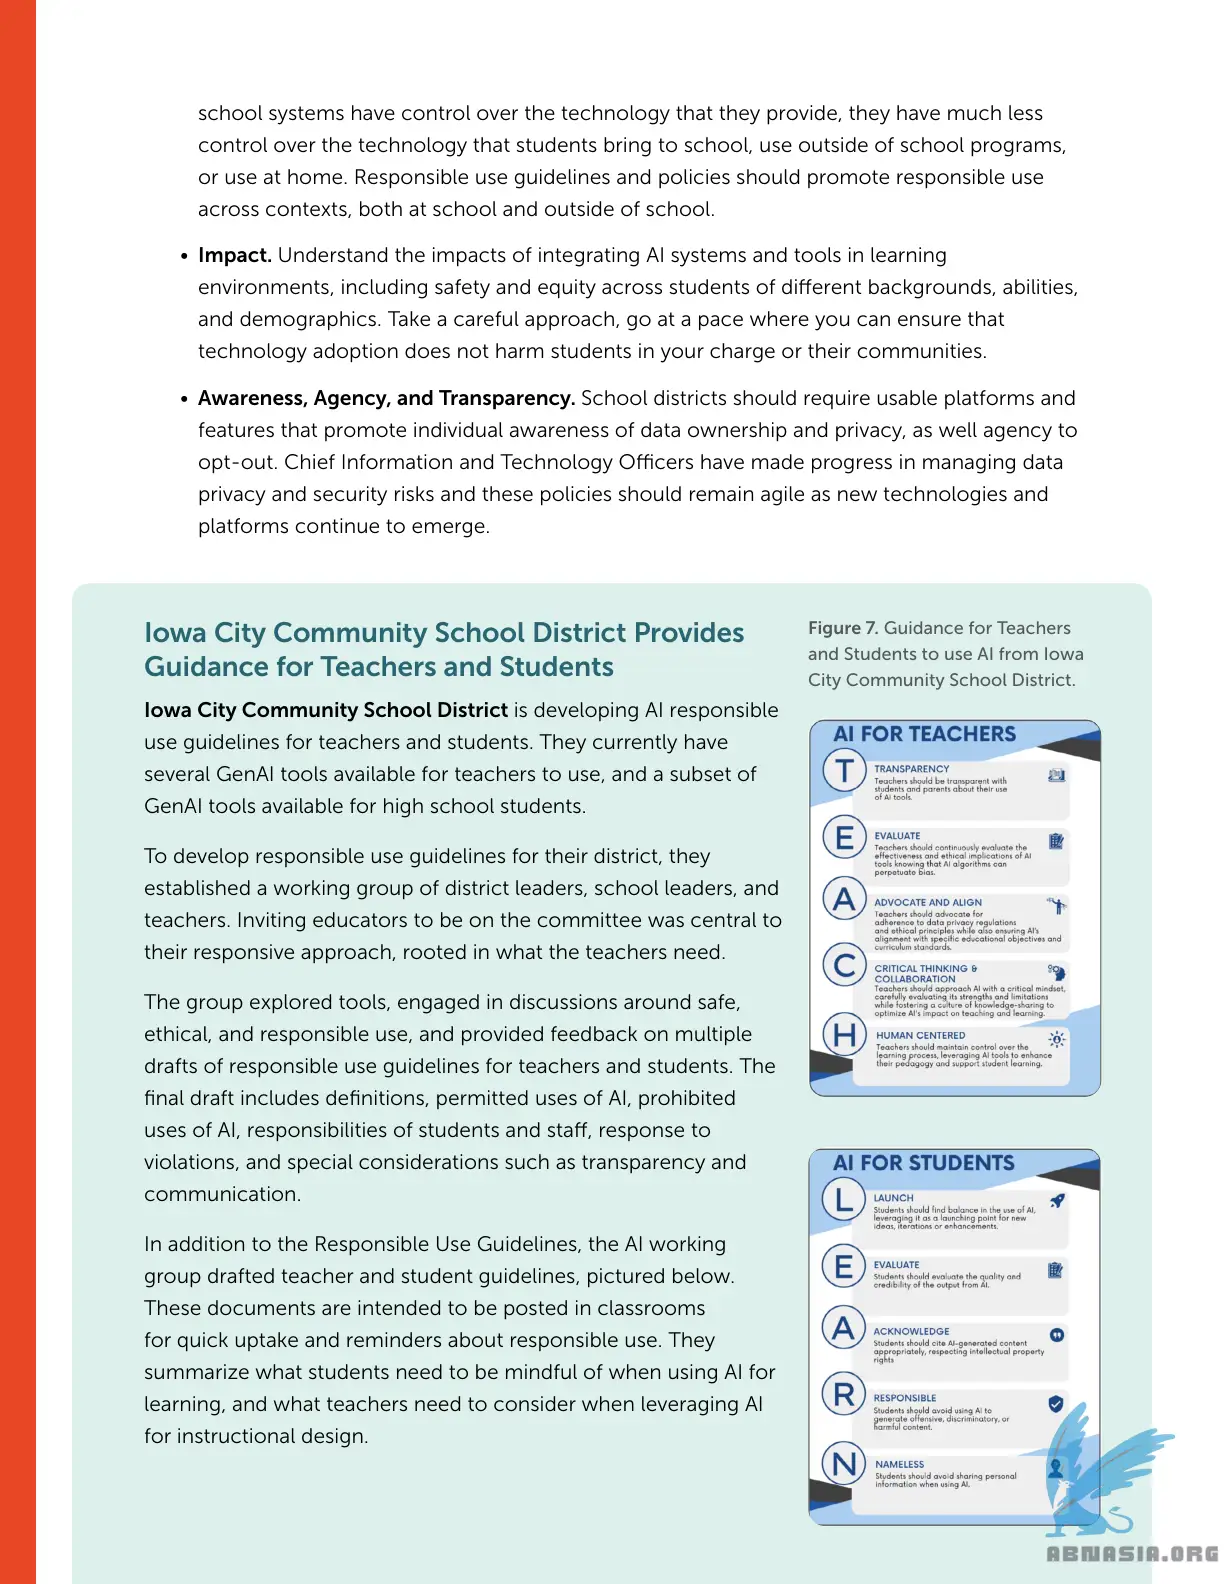 school systems have control over the technology that they provide, they have much less
control over the technology that students bring to school, use outside of school programs,
or use at home. Responsible use guidelines and policies should promote responsible use
across contexts, both at school and outside of school.
• Impact. Understand the impacts of integrating AI systems and tools in learning
environments, including safety and equity across students of different backgrounds, abilities,
and demographics. Take a careful approach, go at a pace where you can ensure that
technology adoption does not harm students in your charge or their communities.
• Awareness, Agency, and Transparency. School districts should require usable platforms and
features that promote individual awareness of data ownership and privacy, as well agency to
opt-out. Chief Information and Technology Officers have made progress in managing data
privacy and security risks and these policies should remain agile as new technologies and
platforms continue to emerge.
Iowa City Community School District Provides
Guidance for Teachers and Students
Iowa City Community School District is developing AI responsible
use guidelines for teachers and students. They currently have
several GenAI tools available for teachers to use, and a subset of
GenAI tools available for high school students.
To develop responsible use guidelines for their district, they
established a working group of district leaders, school leaders, and
teachers. Inviting educators to be on the committee was central to
their responsive approach, rooted in what the teachers need.
The group explored tools, engaged in discussions around safe,
ethical, and responsible use, and provided feedback on multiple
drafts of responsible use guidelines for teachers and students. The
final draft includes definitions, permitted uses of AI, prohibited
uses of AI, responsibilities of students and staff, response to
violations, and special considerations such as transparency and
communication.
In addition to the Responsible Use Guidelines, the AI working
group drafted teacher and student guidelines, pictured below.
These documents are intended to be posted in classrooms
for quick uptake and reminders about responsible use. They
summarize what students need to be mindful of when using AI for
learning, and what teachers need to consider when leveraging AI
for instructional design.
Figure 7. Guidance for Teachers
and Students to use AI from Iowa
City Community School District.
AI FOR TEACHERS
T
TRANSPARENCY
Teachers should be transparent with
students and parents about their use
of AI tools.
E
EVALUATE
Teachers should continuously evaluate the
effectiveness and ethical implications of AI
tools knowing that AI algorithms can
perpetuate bias.
A
ADVOCATE AND ALIGN
Teachers should advocate for
adherence to data privacy regulations
and ethical principles while also ensuring AI's
alignment with specific educational objectives and
curriculum standards.
C
CRITICAL THINKING &
COLLABORATION
Teachers should approach AI with a critical mindset,
carefully evaluating its strengths and limitations
while fostering a culture of knowledge-sharing to
optimize AI's impact on teaching and learning.
H
HUMAN CENTERED
Teachers should maintain control over the
learning process, leveraging AI tools to enhance
their pedagogy and support student learning.
AI FOR STUDENTS
L
LAUNCH
Students should find balance in the use of AI,
leveraging it as a launching point for new
ideas, iterations or enhancements.
E
EVALUATE
Students should evaluate the quality and
credibility of the output from AI.
A
ACKNOWLEDGE
Students should cite AI-generated content
appropriately, respecting intellectual property
rights
R
RESPONSIBLE
Students should avoid using AI to
generate offensive, discriminatory, or
harmful content.
N
NAMELESS
Students should avoid sharing personal
information when using AI.
ABNASIA.ORG